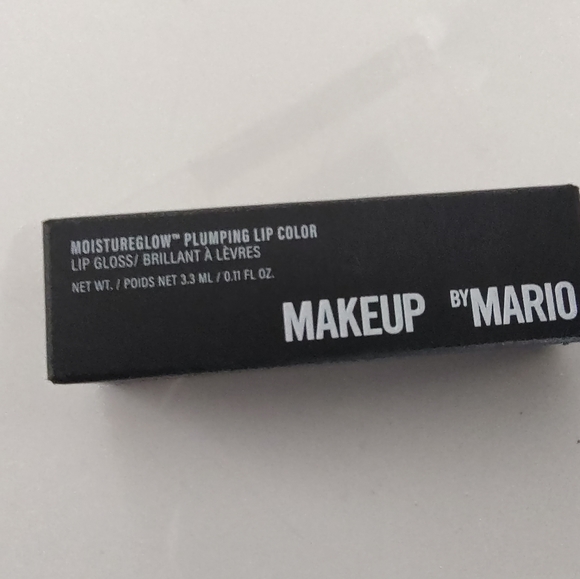 MOISTUREGLOW™ PLUMPING LIP COLOR
LIP GLOSS/ BRILLANT À LÈVRES
NET WT. / POIDS NET 3.3 ML / 0.11 FL OZ.
MAKEUP BY MARIO